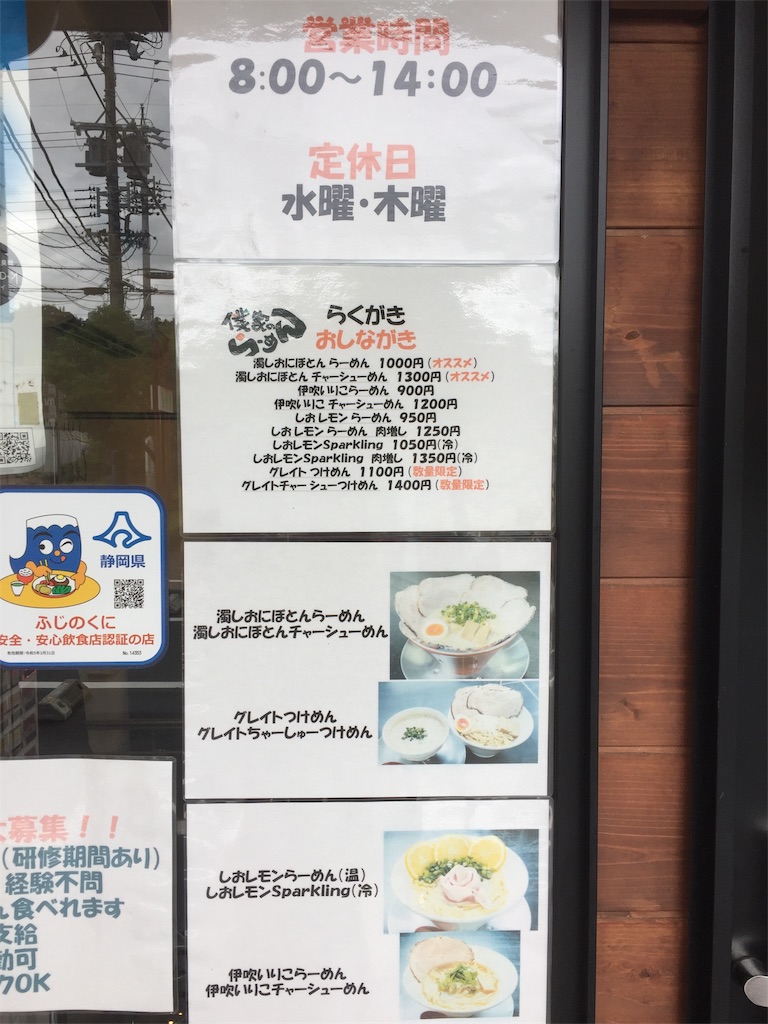 営業時間
8:00～14:00
定休日
水曜・木曜
僕家のらーめん
らくがき
おしながき
濁しおにぼとん らーめん 1000円（オススメ）
濁しおにぼとん チャーシューめん 1300円（オススメ）
伊吹いりこらーめん 900円
伊吹いりこ チャーシューめん 1200円
しおレモン らーめん 950円
しおレモン らーめん 肉増し 1250円
しおレモンSparkling 1050円(冷)
しおレモンSparkling 肉増し 1350円(冷)
グレイト つけめん 1100円（数量限定）
グレイトチャーシューつけめん 1400円（数量限定）
静岡県
ふじのくに
安全・安心飲食店認証の店
No.14303
濁しおにぼとんらーめん
濁しおにぼとんチャーシューめん
グレイトつけめん
グレイトちゃーしゅーつけめん
募集！！
（研修期間あり）
経験不問
食べれます
支給
勤可
クOK
しおレモンらーめん(温)
しおレモンSparkling(冷)
伊吹いりこらーめん
伊吹いりこチャーシューめん